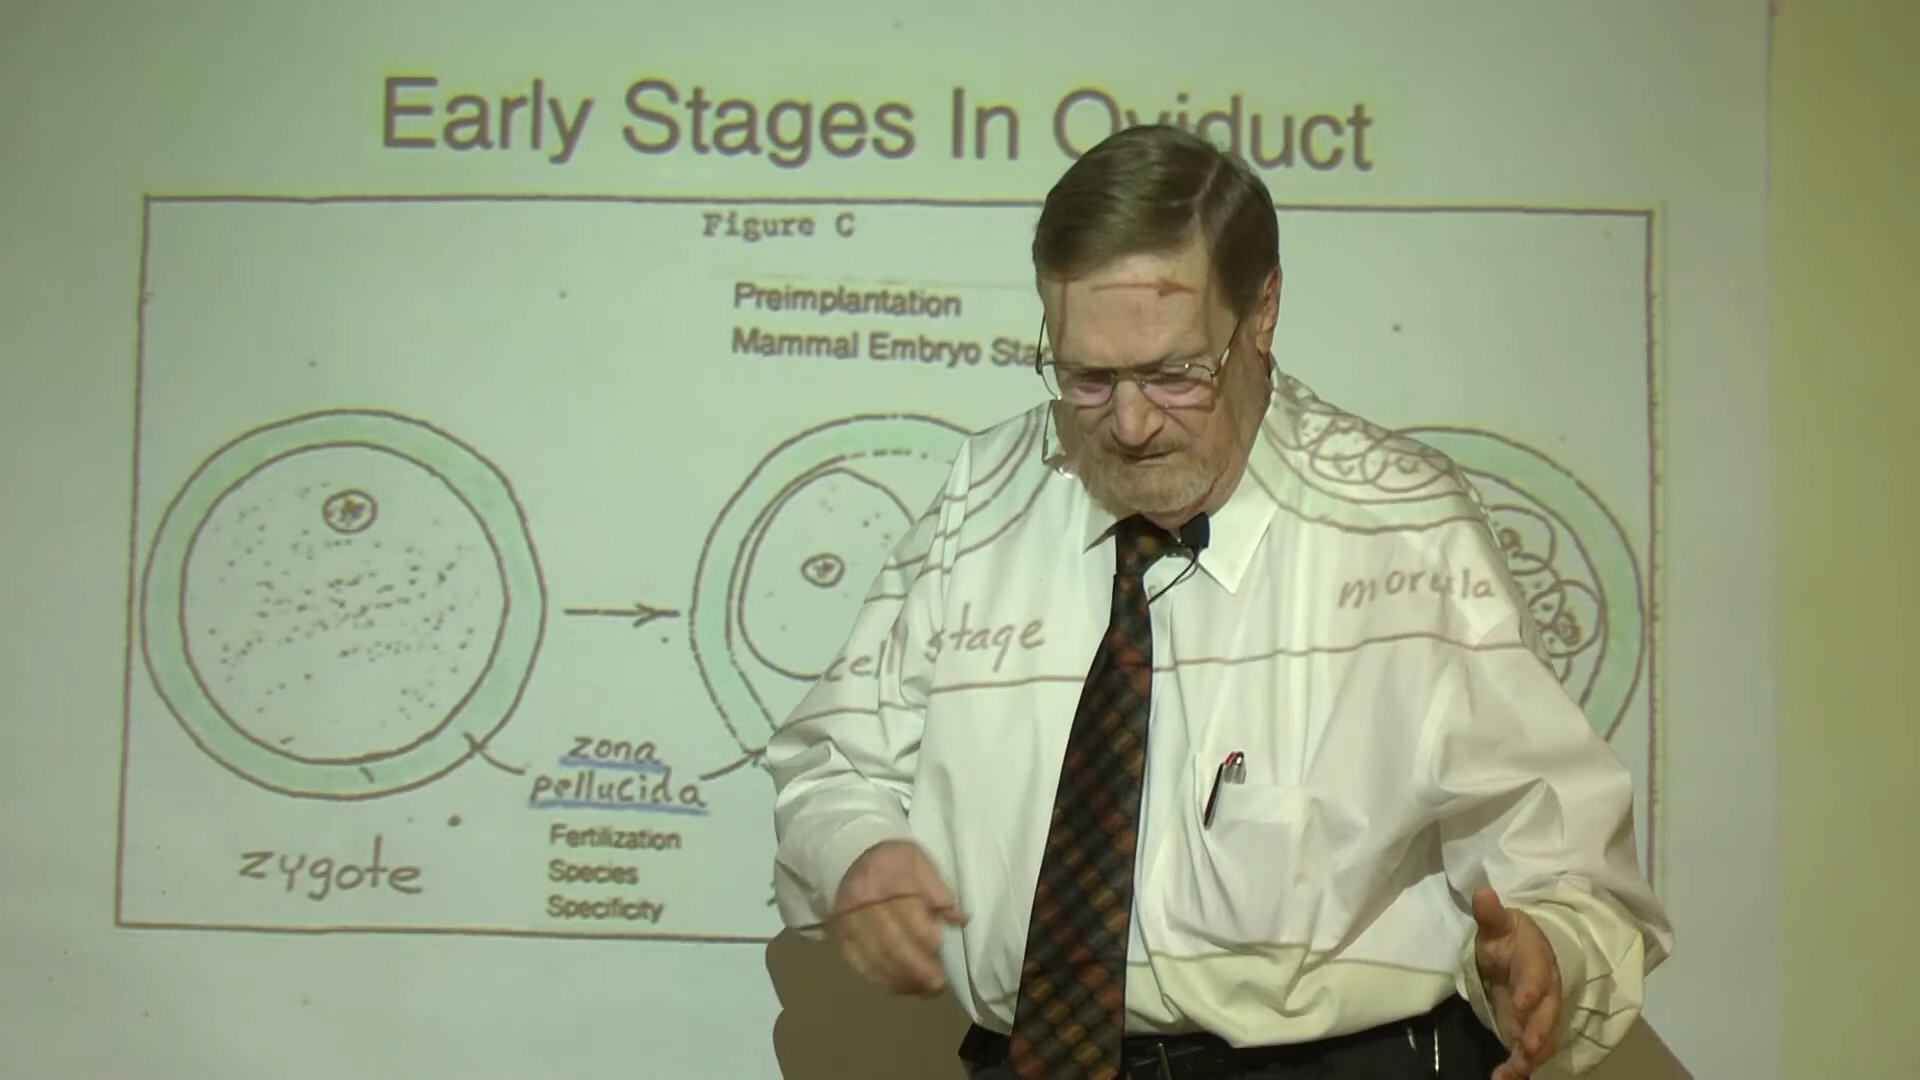 Early Stages In Oviduct
Figure C
Preimplantation
Mammal Embryo Sta
cell stage
morula
zona
pellucida
zygote
Fertilization
Species
Specificity